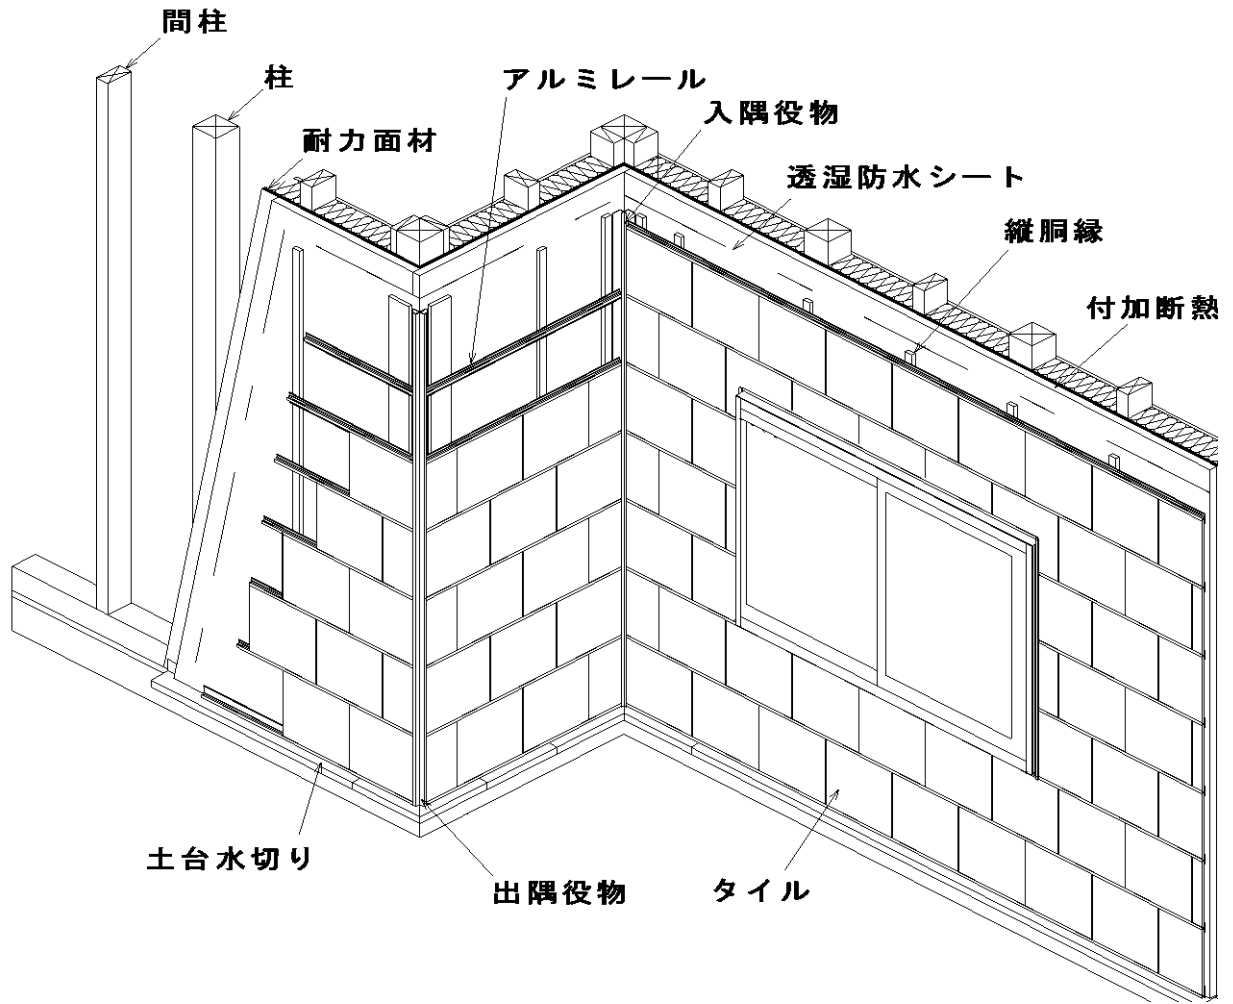 間柱
柱
アルミレール
入隅役物
耐力面材
透湿防水シート
縦胴縁
付加断熱
土台水切り
出隅役物
タイル